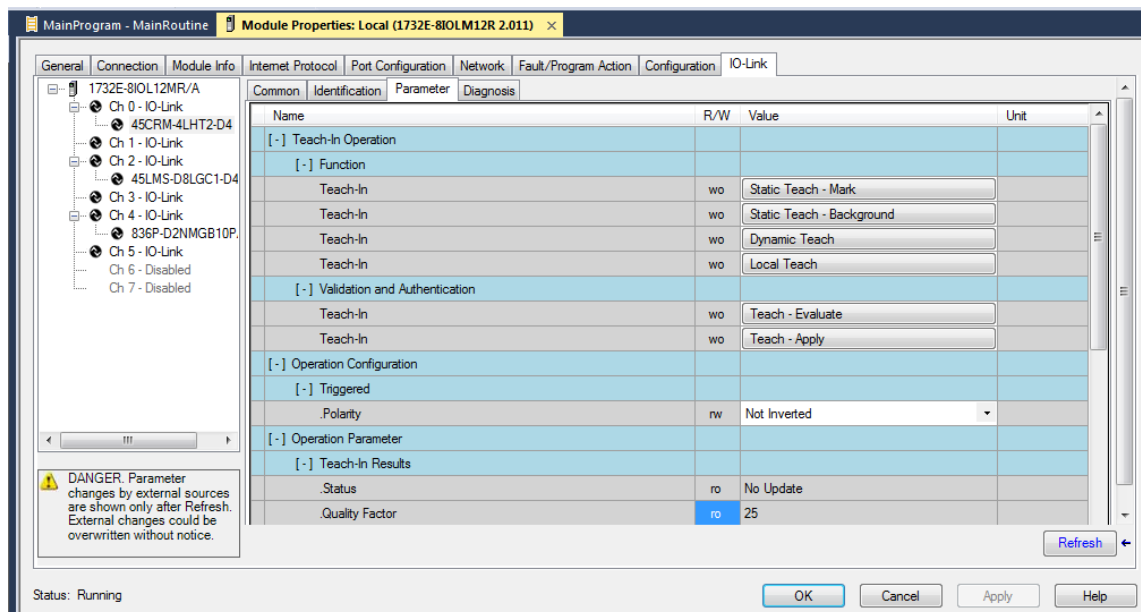 MainProgram - MainRoutine Module Properties: Local (1732E-8IOLM12R 2.011) ×
General Connection Module Info Internet Protocol Port Configuration Network Fault/Program Action Configuration IO-Link
1732E-8IOL12MR/A
Ch 0 - IO-Link
45CRM-4LHT2-D4
Ch 1 - IO-Link
Ch 2 - IO-Link
45LMS-D8LGC1-D4
Ch 3 - IO-Link
Ch 4 - IO-Link
836P-D2NMGB10P.
Ch 5 - IO-Link
Ch 6 - Disabled
Ch 7 - Disabled
DANGER. Parameter
changes by external sources
are shown only after Refresh.
External changes could be
overwritten without notice.
Common Identification Parameter Diagnosis
Name R/W Value Unit
[-] Teach-In Operation
[-] Function
Teach-In wo Static Teach - Mark
Teach-In wo Static Teach - Background
Teach-In wo Dynamic Teach
Teach-In wo Local Teach
[-] Validation and Authentication
Teach-In wo Teach - Evaluate
Teach-In wo Teach - Apply
[-] Operation Configuration
[-] Triggered
.Polarity rw Not Inverted
[-] Operation Parameter
[-] Teach-In Results
.Status ro No Update
.Quality Factor ro 25
Refresh
Status: Running OK Cancel Apply Help